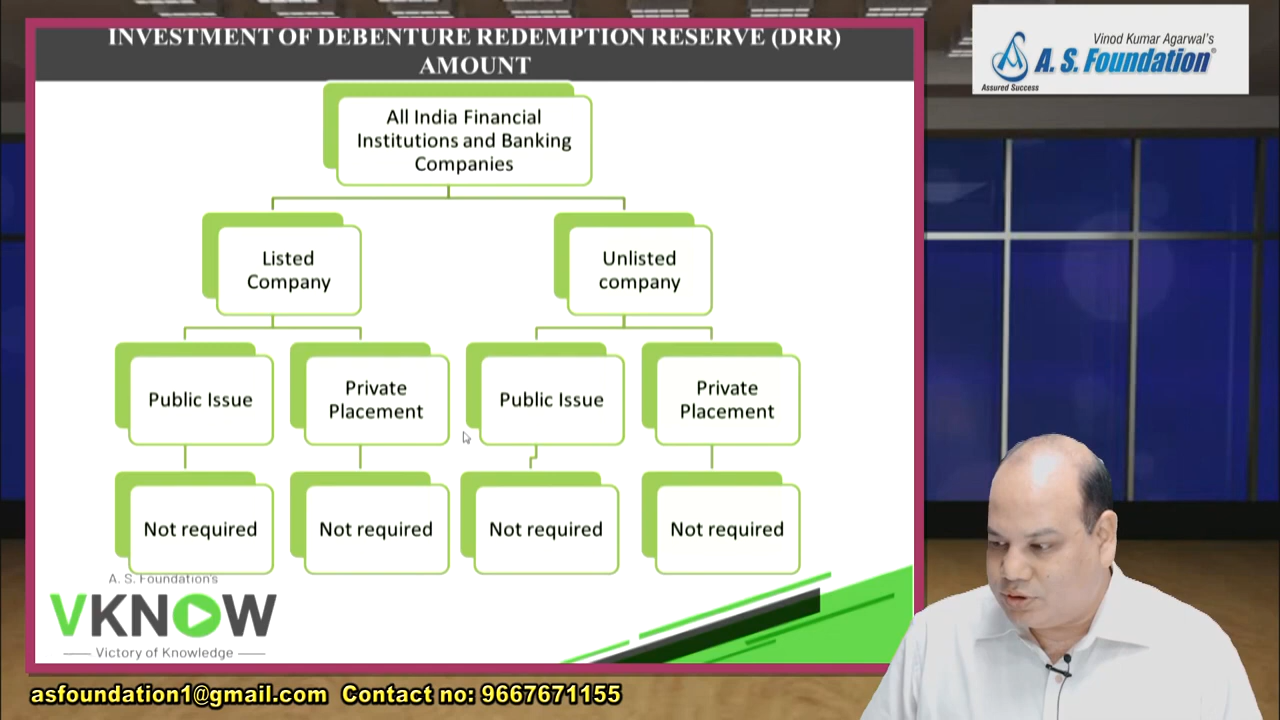 INVESTMENT OF DEBENTURE REDEMPTION RESERVE (DRR)
AMOUNT
Vinod Kumar Agarwal's
A. S. Foundation®
Assured Success
All India Financial
Institutions and Banking
Companies
Listed
Company
Unlisted
company
Public Issue
Private
Placement
Public Issue
Private
Placement
Not required
Not required
Not required
Not required
A. S. Foundation's
VKNOW
Victory of Knowledge
asfoundation1@gmail.com Contact no: 9667671155